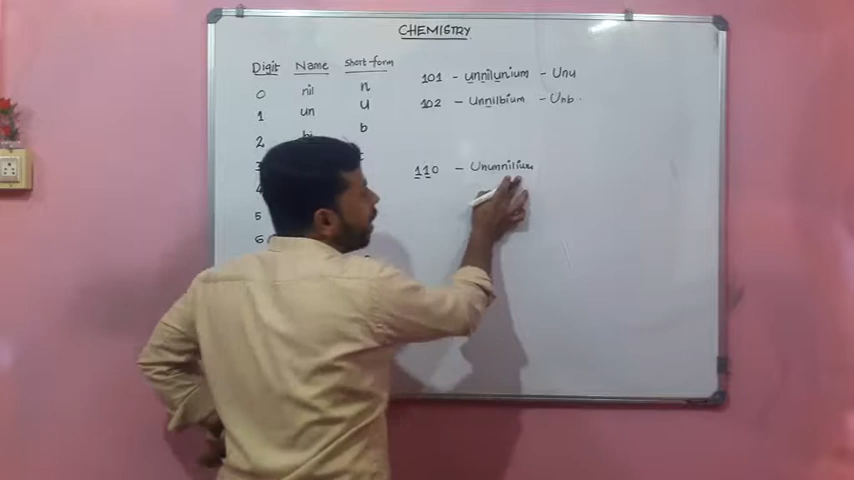 CHEMISTRY
Digit Name Short-form
0 nil n
1 un u
2 bi b
5
6
101 - Unnilunium - Unu
102 - Unnilbium - Unb.
110 - Ununnilium